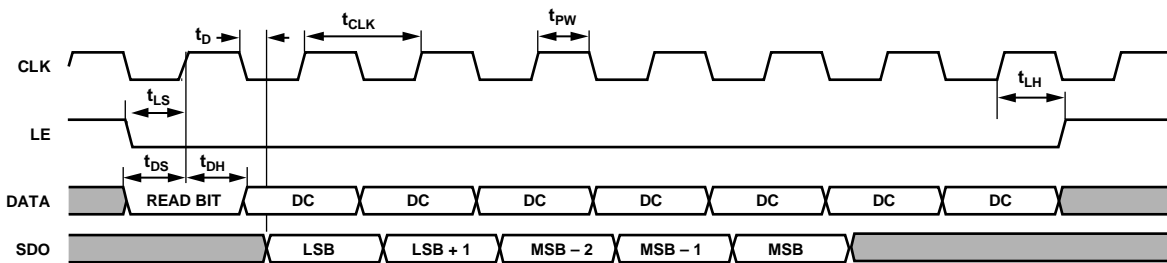 tD
tCLK
tPW
CLK
tLS
tLH
LE
tDS
tDH
DATA
READ BIT
DC
DC
DC
DC
DC
DC
DC
SDO
LSB
LSB + 1
MSB – 2
MSB – 1
MSB